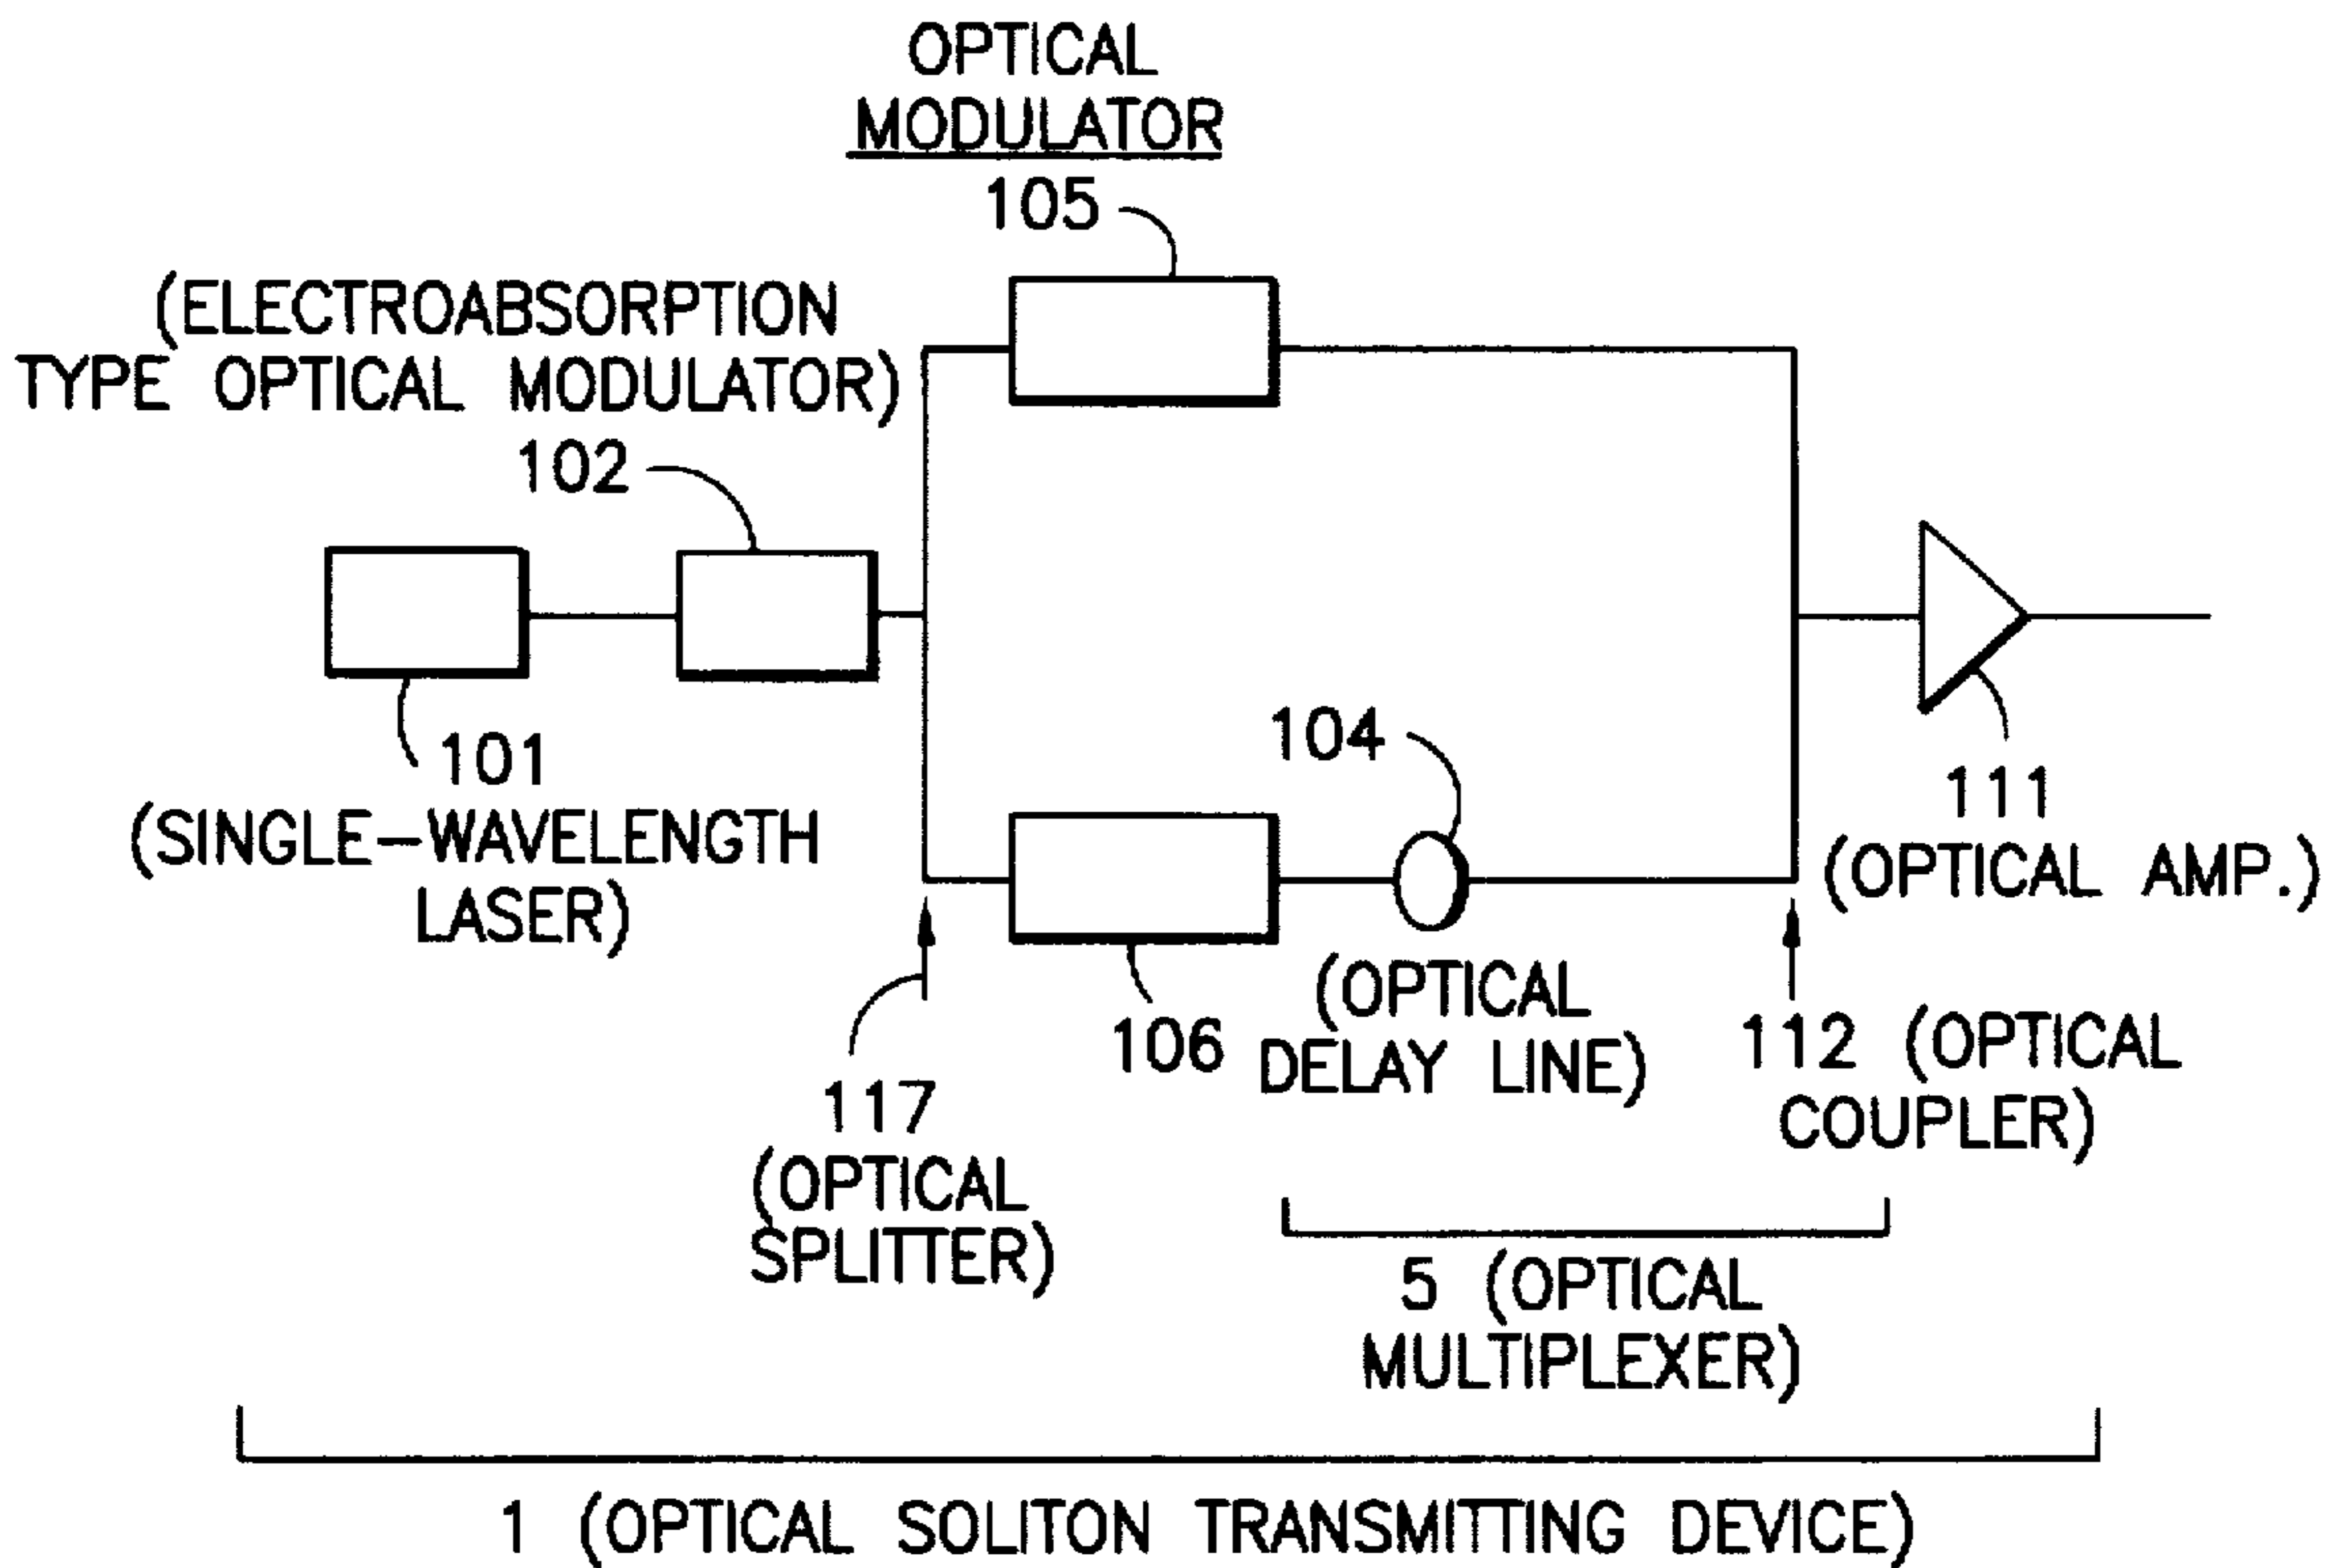 OPTICAL
MODULATOR
105
(ELECTROABSORPTION
TYPE OPTICAL MODULATOR)
102
101
(SINGLE-WAVELENGTH
LASER)
104
111
(OPTICAL AMP.)
106
(OPTICAL
DELAY LINE)
112 (OPTICAL
COUPLER)
117
(OPTICAL
SPLITTER)
5 (OPTICAL
MULTIPLEXER)
1 (OPTICAL SOLITON TRANSMITTING DEVICE)